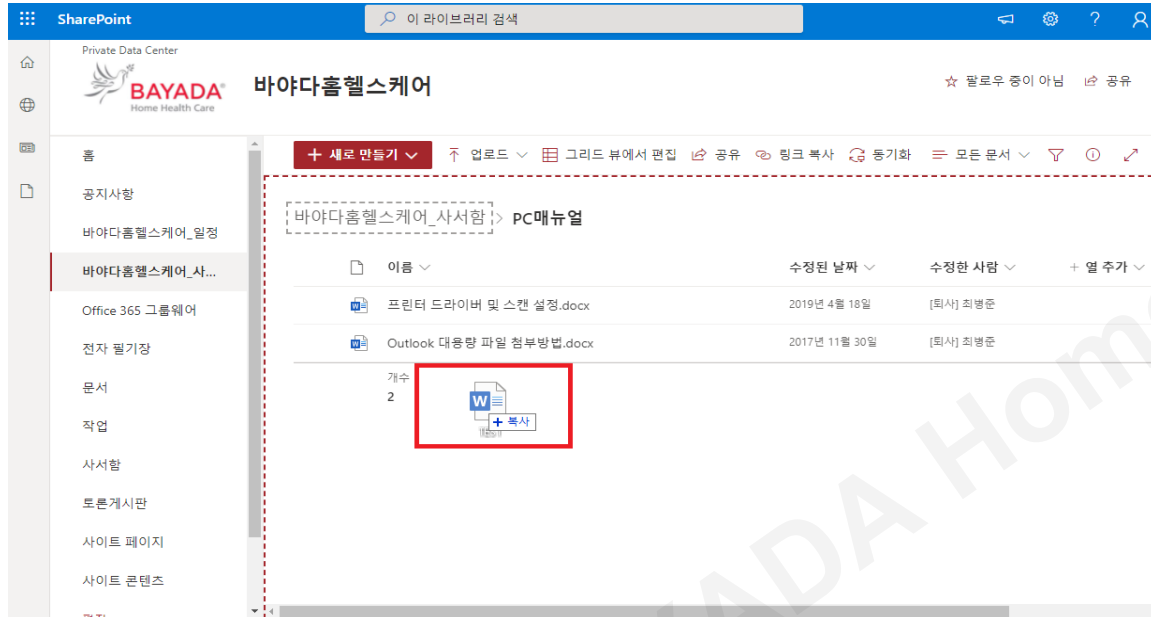 SharePoint
이 라이브러리 검색
?
Private Data Center
BAYADA
Home Health Care
바야다홈헬스케어
팔로우 중이 아님
공유
홈
공지사항
바야다홈헬스케어_일정
바야다홈헬스케어_사...
Office 365 그룹웨어
전자 필기장
문서
작업
사서함
토론게시판
사이트 페이지
사이트 콘텐츠
+ 새로 만들기
업로드
그리드 뷰에서 편집
공유
링크 복사
동기화
모든 문서
바야다홈헬스케어_사서함 > PC매뉴얼
이름
수정된 날짜
수정한 사람
+ 열 추가
프린터 드라이버 및 스캔 설정.docx
2019년 4월 18일
[퇴사] 최병준
Outlook 대용량 파일 첨부방법.docx
2017년 11월 30일
[퇴사] 최병준
개수
2
W
+ 복사
BAYADA Home